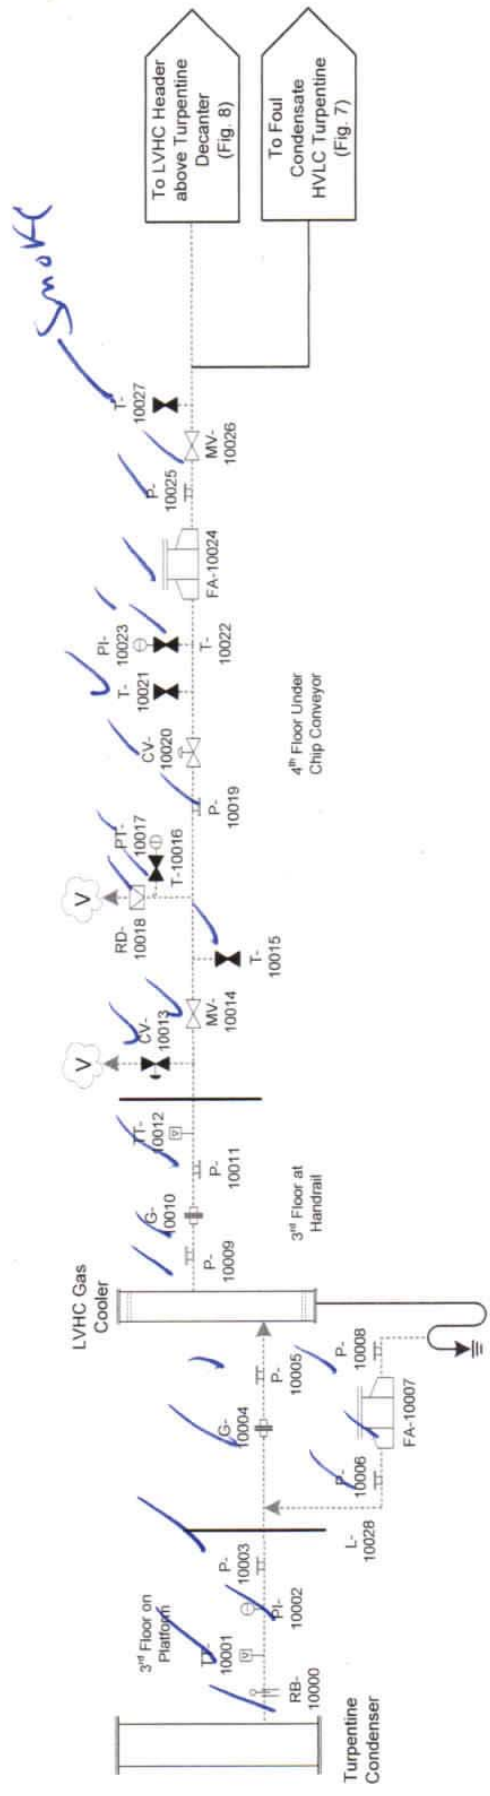 Turpentine
Condenser
3rd Floor on
Platform
RB-
10000
TT-
10001
PI-
10002
P-
10003
L-
10028
G-
10004
P-
10005
P-
10006
FA-10007
P-
10008
LVHC Gas
Cooler
P-
10009
G-
10010
P-
10011
TT-
10012
3rd Floor at
Handrail
V
CV-
10013
MV-
10014
T-
10015
V
RD-
10018
T-10016
PT-
10017
P-
10019
CV-
10020
4th Floor Under
Chip Conveyor
T-
10021
T-
10022
PI-
10023
FA-10024
P-
10025
MV-
10026
T-
10027
Smoke
To LVHC Header
above Turpentine
Decanter
(Fig. 8)
To Foul
Condensate
HVLC Turpentine
(Fig. 7)